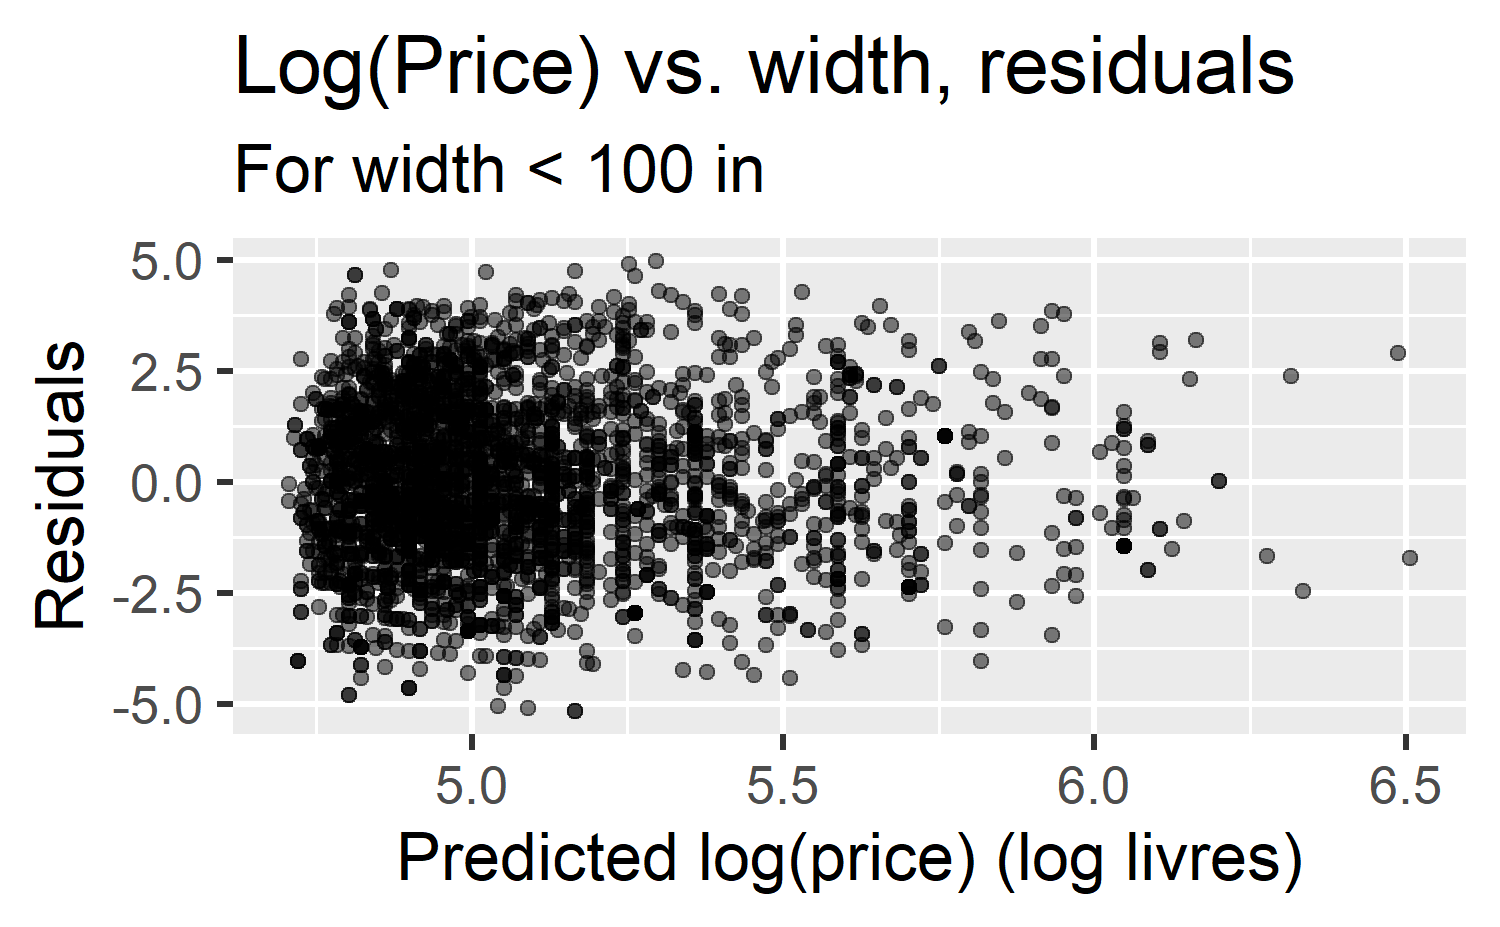 Log(Price) vs. width, residuals
For width < 100 in
Residuals
5.0
2.5
0.0
-2.5
-5.0
5.0
5.5
6.0
6.5
Predicted log(price) (log livres)